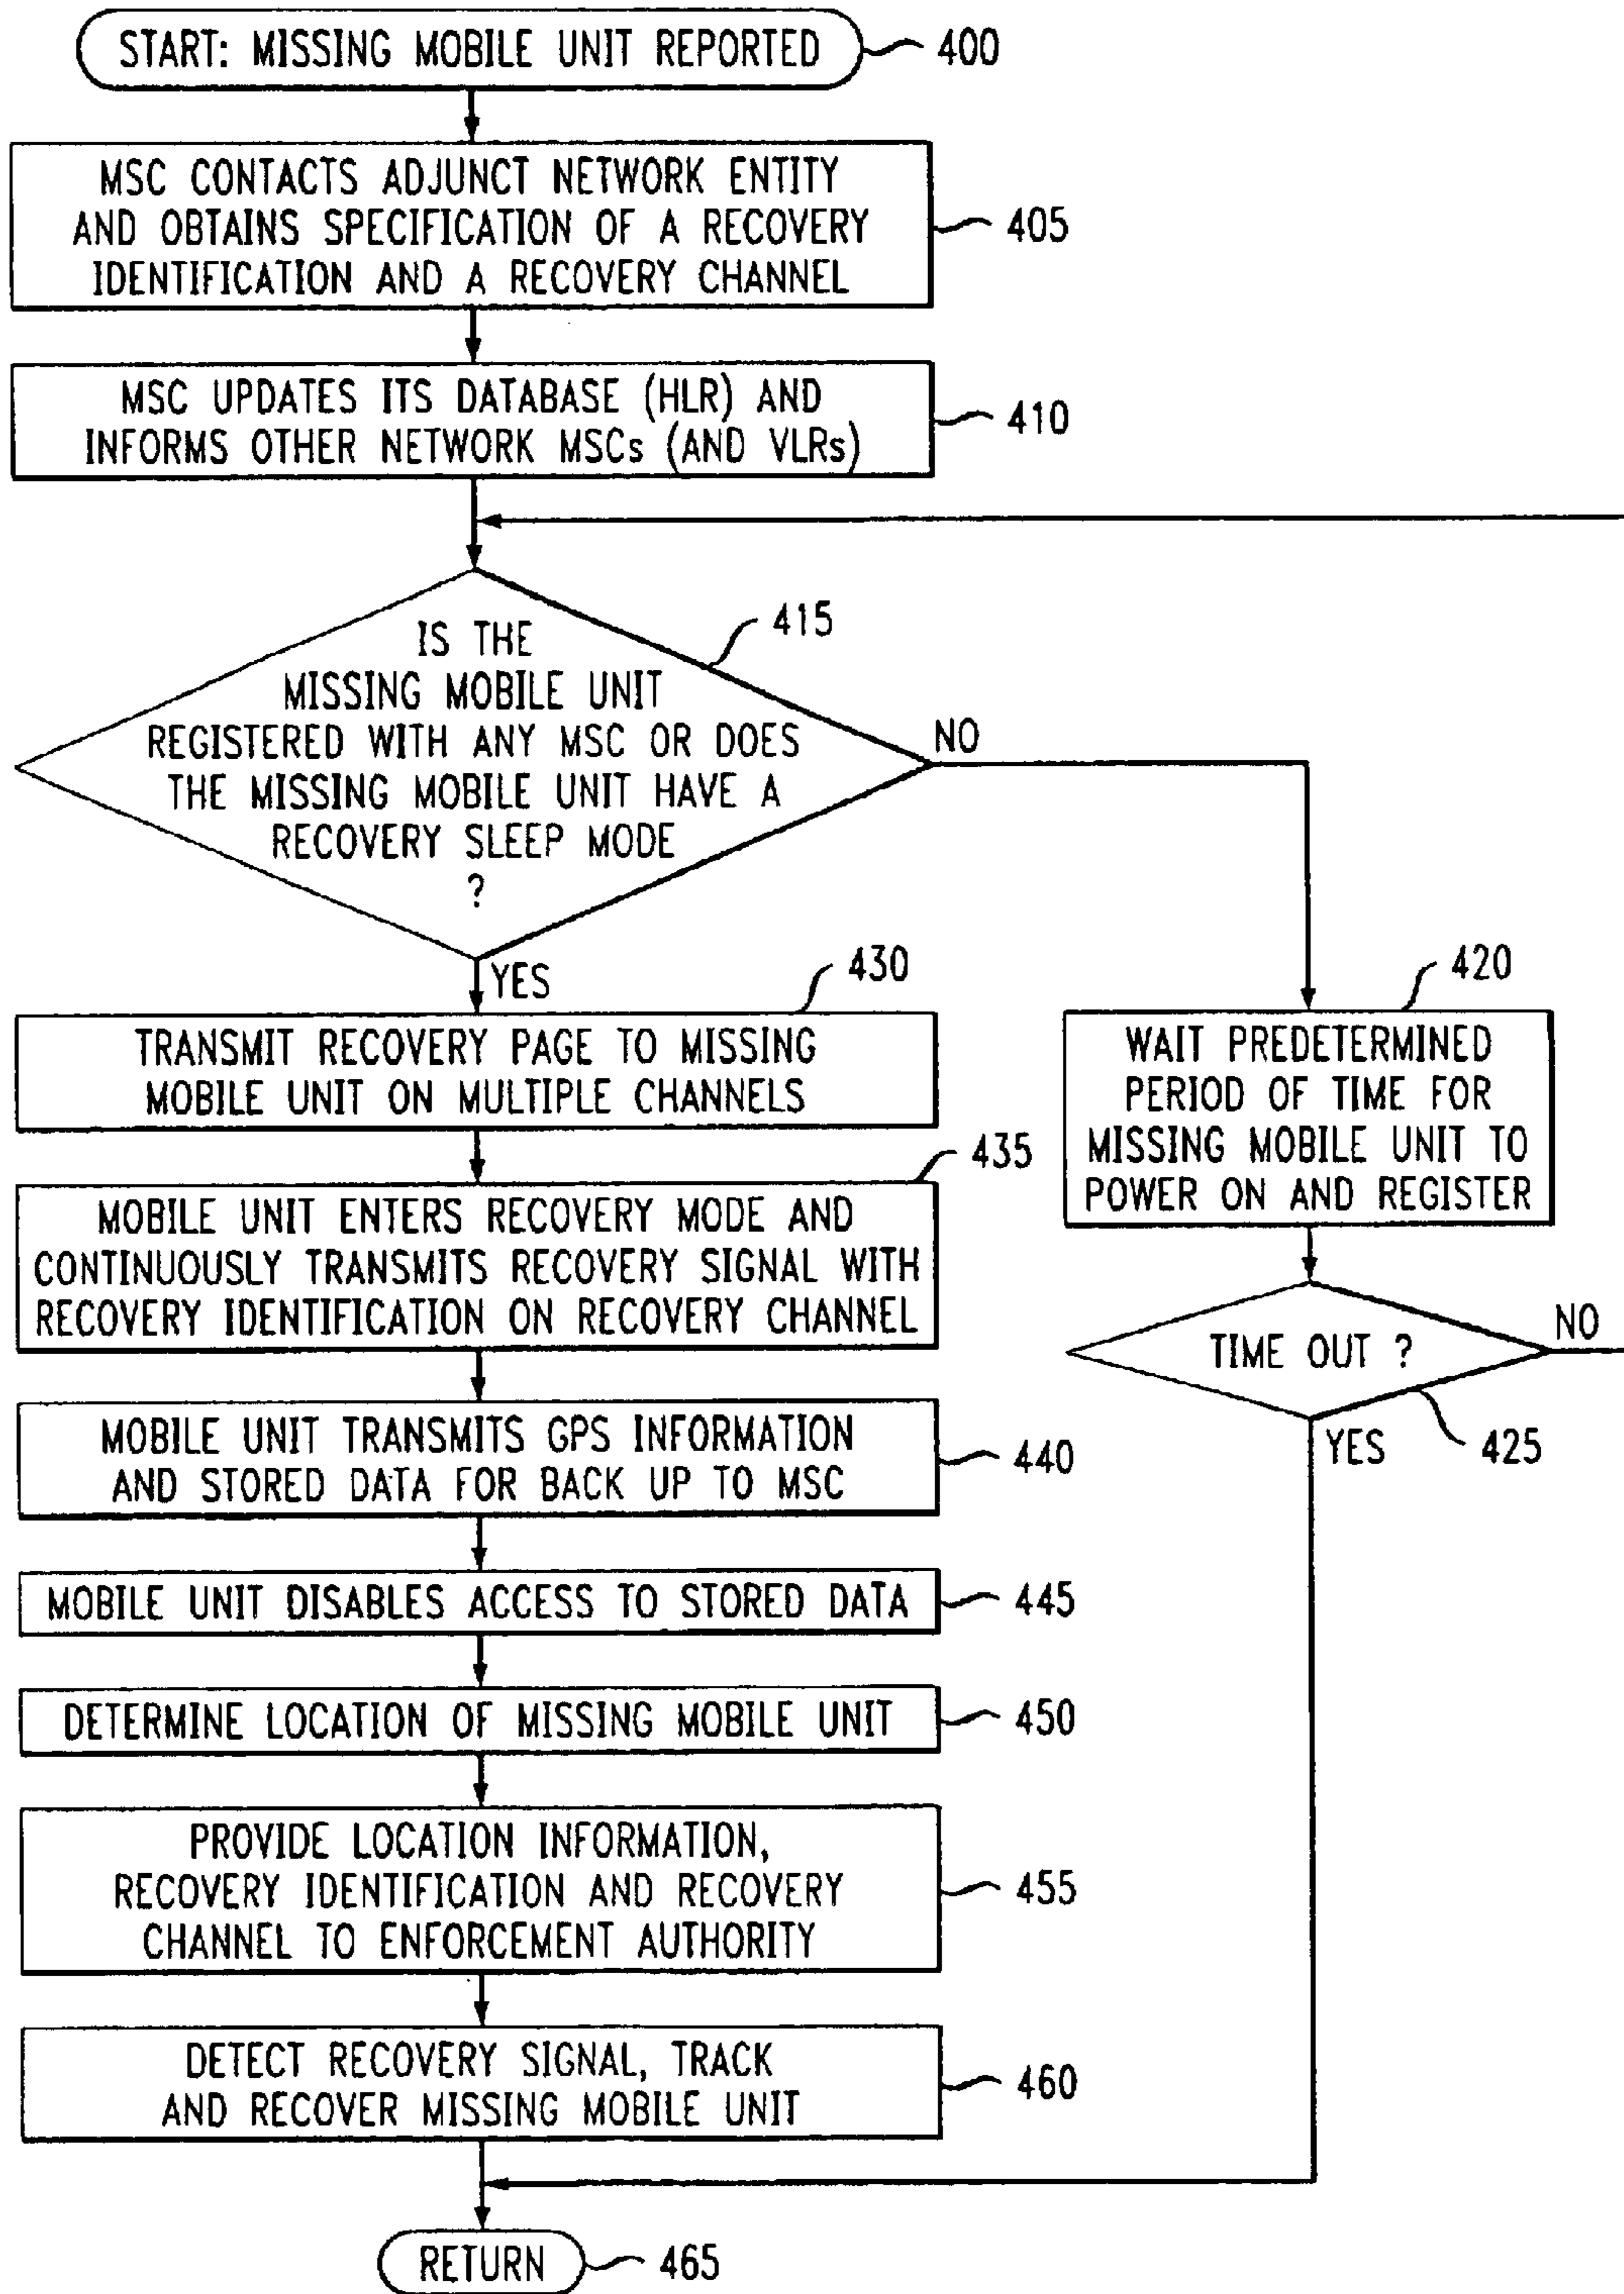 START: MISSING MOBILE UNIT REPORTED
400
MSC CONTACTS ADJUNCT NETWORK ENTITY
AND OBTAINS SPECIFICATION OF A RECOVERY
IDENTIFICATION AND A RECOVERY CHANNEL
405
MSC UPDATES ITS DATABASE (HLR) AND
INFORMS OTHER NETWORK MSCs (AND VLRs)
410
IS THE
MISSING MOBILE UNIT
REGISTERED WITH ANY MSC OR DOES
THE MISSING MOBILE UNIT HAVE A
RECOVERY SLEEP MODE
?
415
NO
YES
430
TRANSMIT RECOVERY PAGE TO MISSING
MOBILE UNIT ON MULTIPLE CHANNELS
420
WAIT PREDETERMINED
PERIOD OF TIME FOR
MISSING MOBILE UNIT TO
POWER ON AND REGISTER
435
MOBILE UNIT ENTERS RECOVERY MODE AND
CONTINUOUSLY TRANSMITS RECOVERY SIGNAL WITH
RECOVERY IDENTIFICATION ON RECOVERY CHANNEL
TIME OUT ?
NO
YES
425
MOBILE UNIT TRANSMITS GPS INFORMATION
AND STORED DATA FOR BACK UP TO MSC
440
MOBILE UNIT DISABLES ACCESS TO STORED DATA
445
DETERMINE LOCATION OF MISSING MOBILE UNIT
450
PROVIDE LOCATION INFORMATION,
RECOVERY IDENTIFICATION AND RECOVERY
CHANNEL TO ENFORCEMENT AUTHORITY
455
DETECT RECOVERY SIGNAL, TRACK
AND RECOVER MISSING MOBILE UNIT
460
RETURN
465